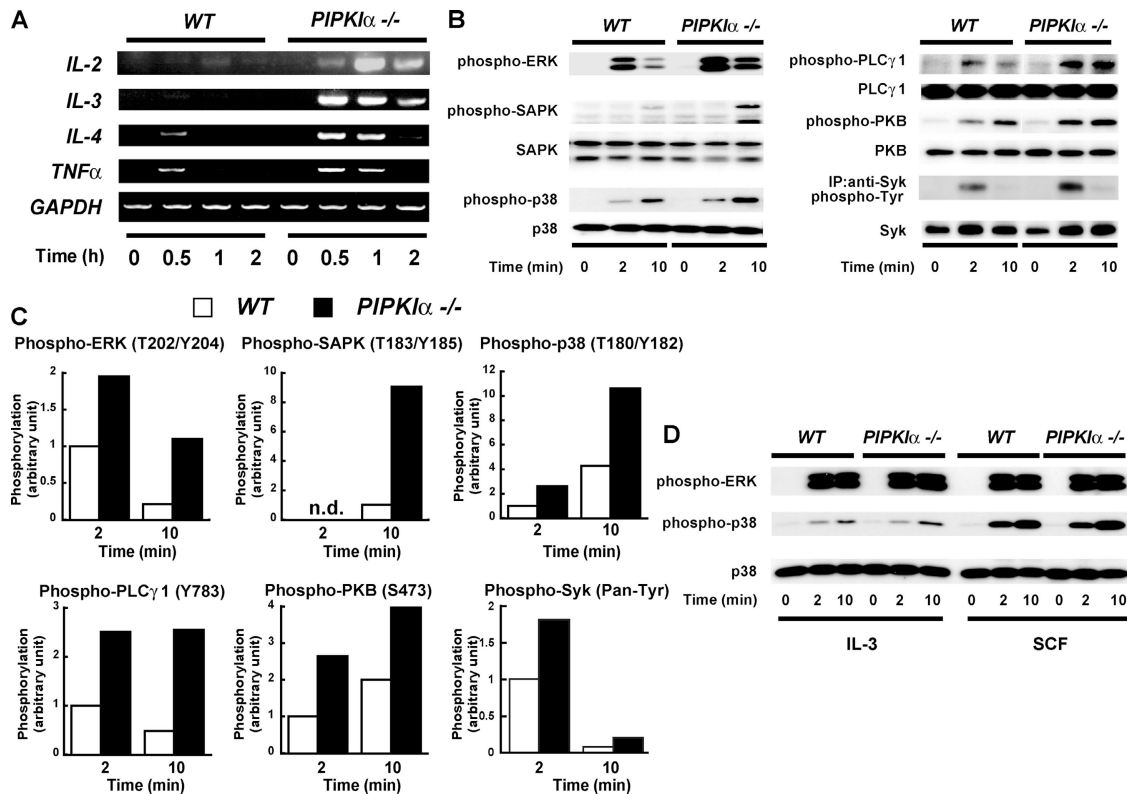 A
WT PIPKIα -/-
IL-2
IL-3
IL-4
TNFα
GAPDH
Time (h) 0 0.5 1 2 0 0.5 1 2
B
WT PIPKIα -/-
phospho-ERK
phospho-SAPK
SAPK
phospho-p38
p38
Time (min) 0 2 10 0 2 10
WT PIPKIα -/-
phospho-PLCγ1
PLCγ1
phospho-PKB
PKB
IP:anti-Syk
phospho-Tyr
Syk
Time (min) 0 2 10 0 2 10
C
WT PIPKIα -/-
Phospho-ERK (T202/Y204)
Phosphorylation
(arbitrary unit)
2
1.5
1
0.5
0
2 10
Time (min)
Phospho-SAPK (T183/Y185)
Phosphorylation
(arbitrary unit)
10
8
6
4
2
0
n.d.
2 10
Time (min)
Phospho-p38 (T180/Y182)
Phosphorylation
(arbitrary unit)
12
10
8
6
4
2
0
2 10
Time (min)
Phospho-PLCγ1 (Y783)
Phosphorylation
(arbitrary unit)
3
2
1
0
2 10
Time (min)
Phospho-PKB (S473)
Phosphorylation
(arbitrary unit)
4
3
2
1
0
2 10
Time (min)
Phospho-Syk (Pan-Tyr)
Phosphorylation
(arbitrary unit)
2
1.5
1
0.5
0
2 10
Time (min)
D
WT PIPKIα -/- WT PIPKIα -/-
phospho-ERK
phospho-p38
p38
Time (min) 0 2 10 0 2 10 0 2 10 0 2 10
IL-3 SCF